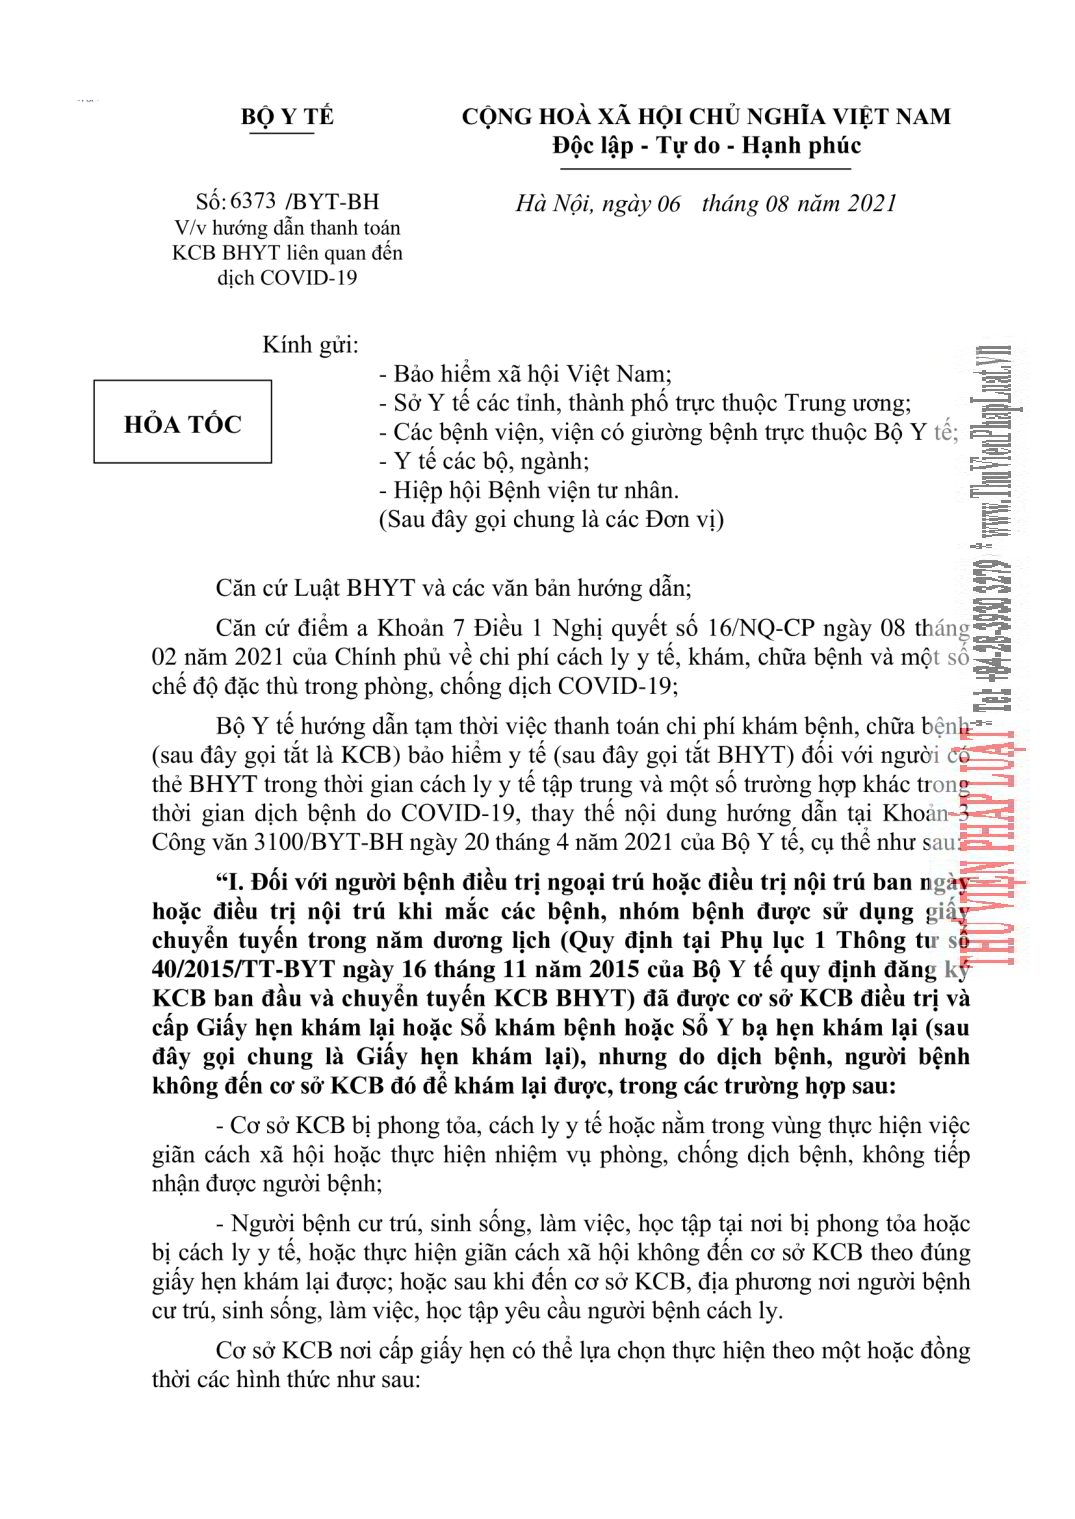 BỘ Y TẾ
CỘNG HOÀ XÃ HỘI CHỦ NGHĨA VIỆT NAM
Độc lập - Tự do - Hạnh phúc
Số: 6373 /BYT-BH
V/v hướng dẫn thanh toán
KCB BHYT liên quan đến
dịch COVID-19
Hà Nội, ngày 06 tháng 08 năm 2021
Kính gửi:
HỎA TỐC
- Bảo hiểm xã hội Việt Nam;
- Sở Y tế các tỉnh, thành phố trực thuộc Trung ương;
- Các bệnh viện, viện có giường bệnh trực thuộc Bộ Y tế;
- Y tế các bộ, ngành;
- Hiệp hội Bệnh viện tư nhân.
(Sau đây gọi chung là các Đơn vị)
Căn cứ Luật BHYT và các văn bản hướng dẫn;
Căn cứ điểm a Khoản 7 Điều 1 Nghị quyết số 16/NQ-CP ngày 08 tháng
02 năm 2021 của Chính phủ về chi phí cách ly y tế, khám, chữa bệnh và một số
chế độ đặc thù trong phòng, chống dịch COVID-19;
Bộ Y tế hướng dẫn tạm thời việc thanh toán chi phí khám bệnh, chữa bệnh
(sau đây gọi tắt là KCB) bảo hiểm y tế (sau đây gọi tắt BHYT) đối với người có
thẻ BHYT trong thời gian cách ly y tế tập trung và một số trường hợp khác trong
thời gian dịch bệnh do COVID-19, thay thế nội dung hướng dẫn tại Khoản 3
Công văn 3100/BYT-BH ngày 20 tháng 4 năm 2021 của Bộ Y tế, cụ thể như sau:
“I. Đối với người bệnh điều trị ngoại trú hoặc điều trị nội trú ban ngày
hoặc điều trị nội trú khi mắc các bệnh, nhóm bệnh được sử dụng giấy
chuyển tuyến trong năm dương lịch (Quy định tại Phụ lục 1 Thông tư số
40/2015/TT-BYT ngày 16 tháng 11 năm 2015 của Bộ Y tế quy định đăng ký
KCB ban đầu và chuyển tuyến KCB BHYT) đã được cơ sở KCB điều trị và
cấp Giấy hẹn khám lại hoặc Sổ khám bệnh hoặc Sổ Y bạ hẹn khám lại (sau
đây gọi chung là Giấy hẹn khám lại), nhưng do dịch bệnh, người bệnh
không đến cơ sở KCB đó để khám lại được, trong các trường hợp sau:
- Cơ sở KCB bị phong tỏa, cách ly y tế hoặc nằm trong vùng thực hiện việc
giãn cách xã hội hoặc thực hiện nhiệm vụ phòng, chống dịch bệnh, không tiếp
nhận được người bệnh;
- Người bệnh cư trú, sinh sống, làm việc, học tập tại nơi bị phong tỏa hoặc
bị cách ly y tế, hoặc thực hiện giãn cách xã hội không đến cơ sở KCB theo đúng
giấy hẹn khám lại được; hoặc sau khi đến cơ sở KCB, địa phương nơi người bệnh
cư trú, sinh sống, làm việc, học tập yêu cầu người bệnh cách ly.
Cơ sở KCB nơi cấp giấy hẹn có thể lựa chọn thực hiện theo một hoặc đồng
thời các hình thức như sau:
THƯ VIỆN PHÁP LUẬT * Tel: +84-28-3930 3279 * www.ThuVienPhapLuat.vn